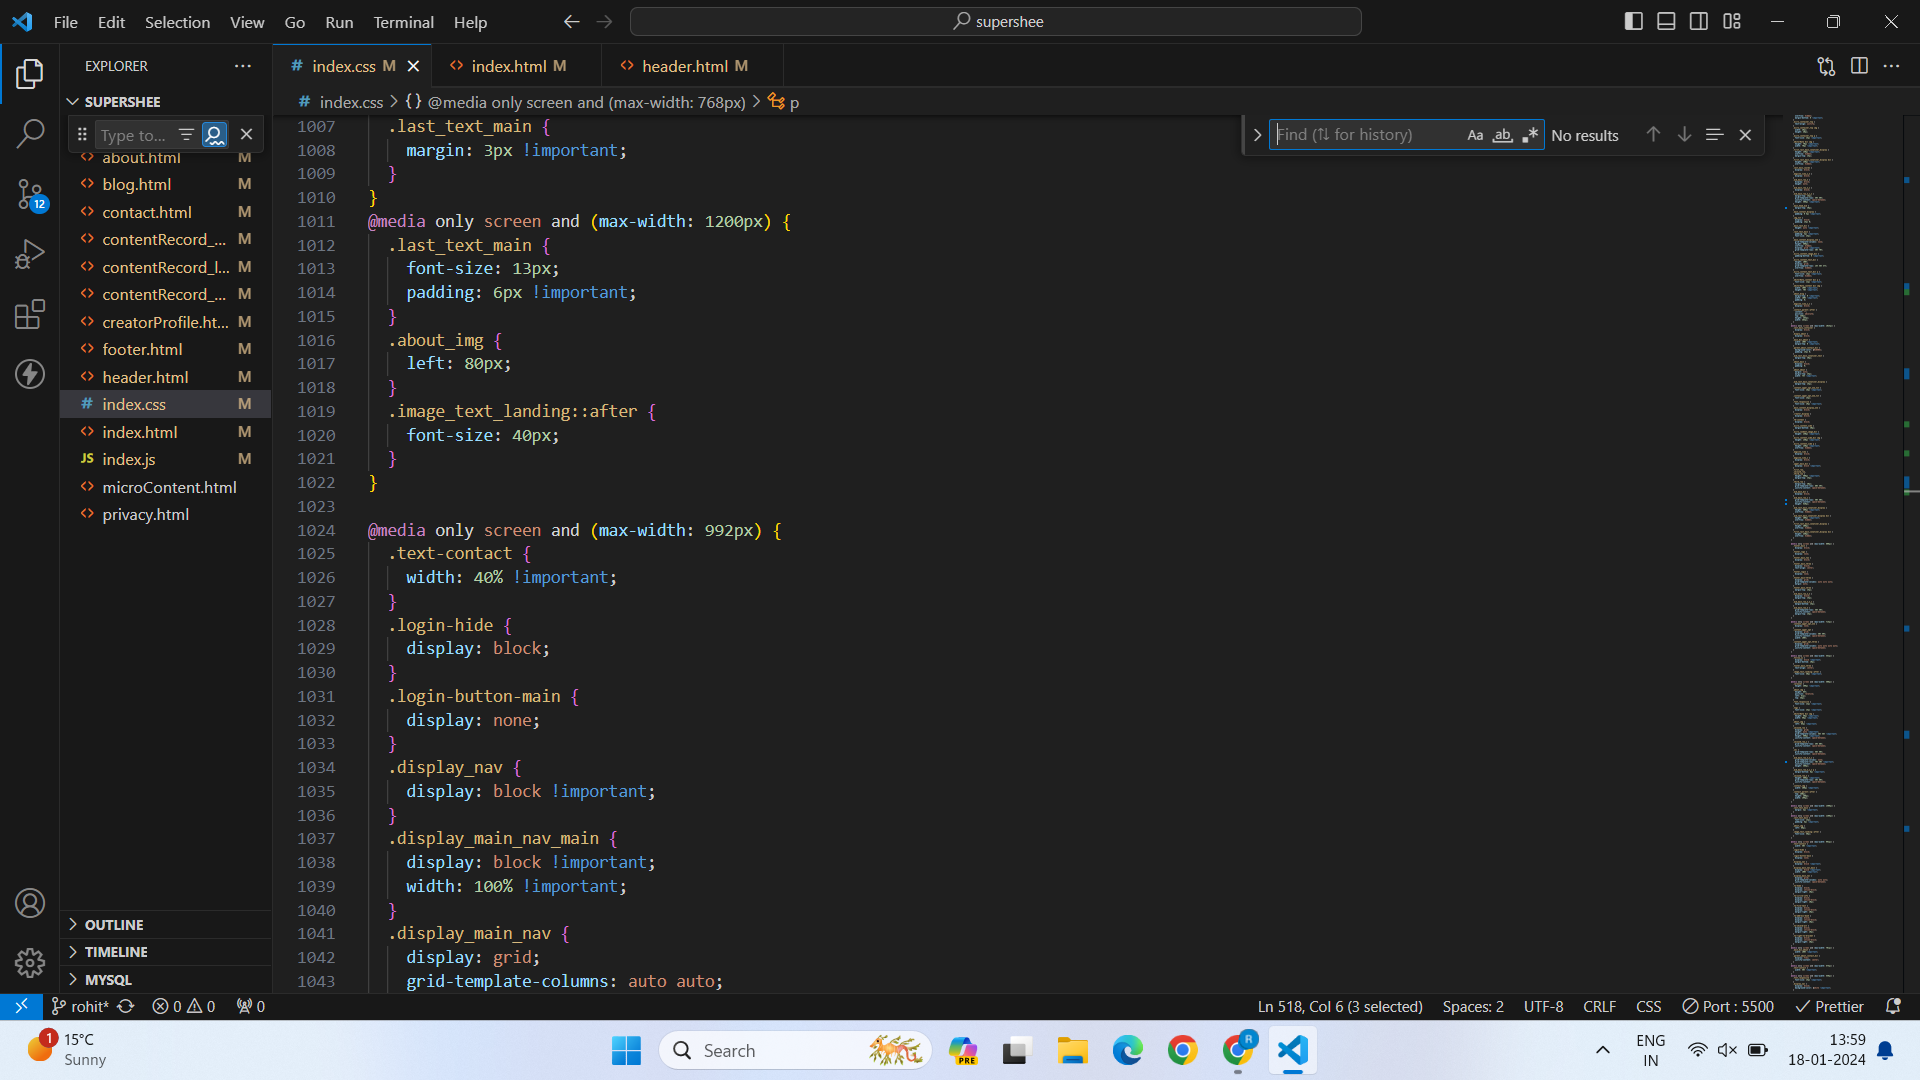 File Edit Selection View Go Run Terminal Help
supershee
EXPLORER
SUPERSHEE
Type to...
about.html M
blog.html M
contact.html M
contentRecord_... M
contentRecord_l... M
contentRecord_... M
creatorProfile.ht... M
footer.html M
header.html M
# index.css M
index.html M
JS index.js M
microContent.html
privacy.html
12
OUTLINE
TIMELINE
MYSQL
# index.css M
index.html M
header.html M
# index.css > {} @media only screen and (max-width: 768px) > p
Find (⇅ for history) Aa ab .* No results
1007 .last_text_main {
1008 margin: 3px !important;
1009 }
1010 }
1011 @media only screen and (max-width: 1200px) {
1012 .last_text_main {
1013 font-size: 13px;
1014 padding: 6px !important;
1015 }
1016 .about_img {
1017 left: 80px;
1018 }
1019 .image_text_landing::after {
1020 font-size: 40px;
1021 }
1022 }
1023
1024 @media only screen and (max-width: 992px) {
1025 .text-contact {
1026 width: 40% !important;
1027 }
1028 .login-hide {
1029 display: block;
1030 }
1031 .login-button-main {
1032 display: none;
1033 }
1034 .display_nav {
1035 display: block !important;
1036 }
1037 .display_main_nav_main {
1038 display: block !important;
1039 width: 100% !important;
1040 }
1041 .display_main_nav {
1042 display: grid;
1043 grid-template-columns: auto auto;
rohit* 0 0 0
Ln 518, Col 6 (3 selected) Spaces: 2 UTF-8 CRLF CSS Port : 5500 Prettier
1
15°C
Sunny
Search
PRE
R
ENG
IN
13:59
18-01-2024